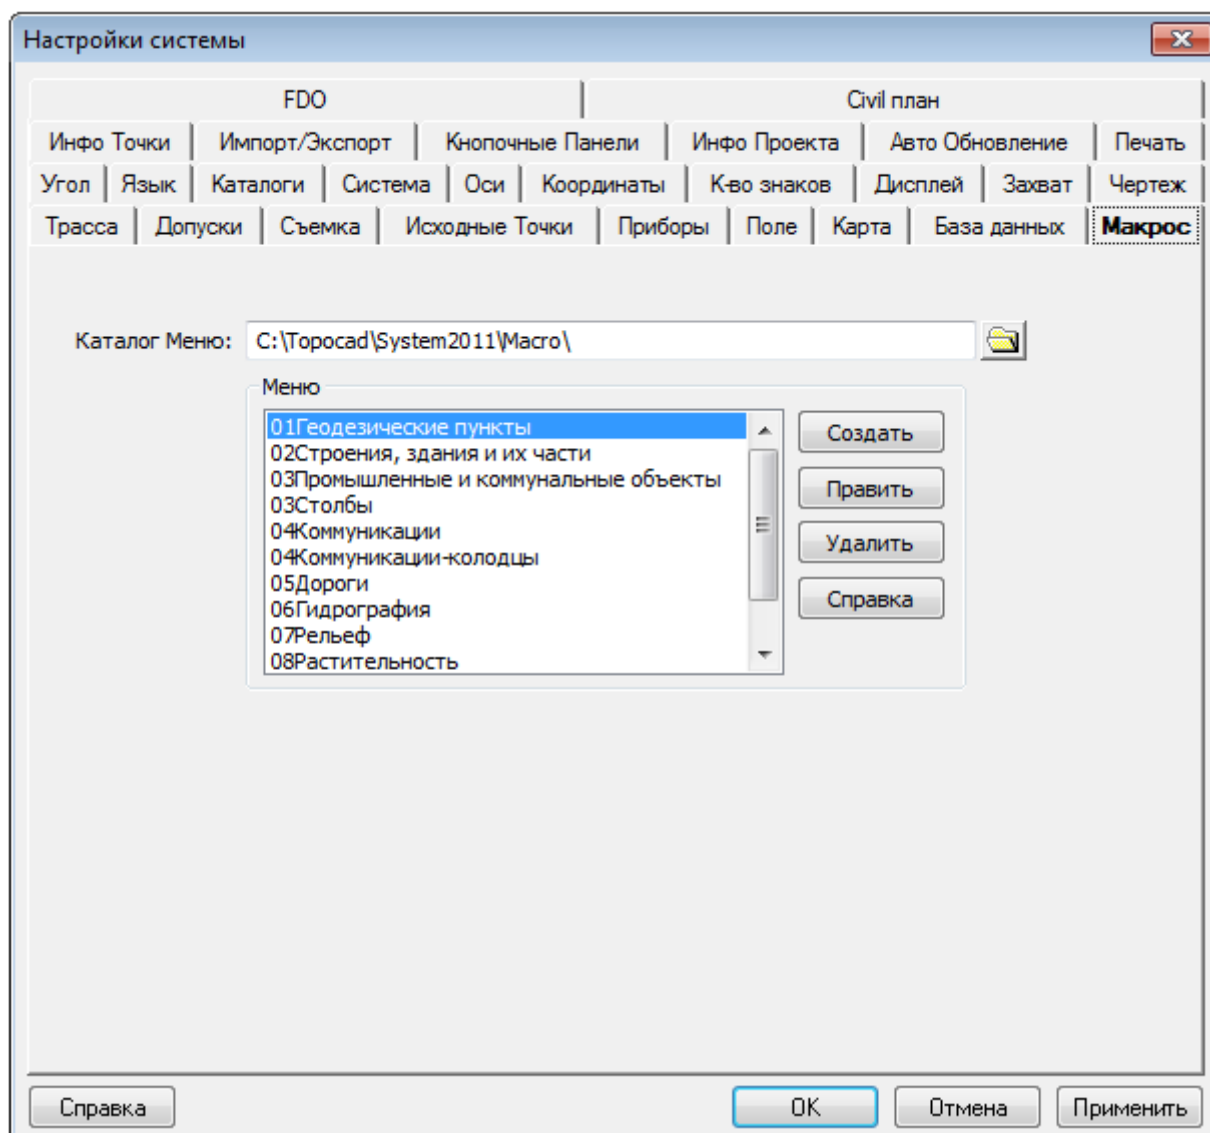 Настройки системы
FDO Civil план
Инфо Точки Импорт/Экспорт Кнопочные Панели Инфо Проекта Авто Обновление Печать
Угол Язык Каталоги Система Оси Координаты К-во знаков Дисплей Захват Чертеж
Трасса Допуски Съемка Исходные Точки Приборы Поле Карта База данных Макрос
Каталог Меню: C:\Topocad\System2011\Macro\
Меню
01Геодезические пункты
02Строения, здания и их части
03Промышленные и коммунальные объекты
03Столбы
04Коммуникации
04Коммуникации-колодцы
05Дороги
06Гидрография
07Рельеф
08Растительность
Создать
Править
Удалить
Справка
Справка OK Отмена Применить